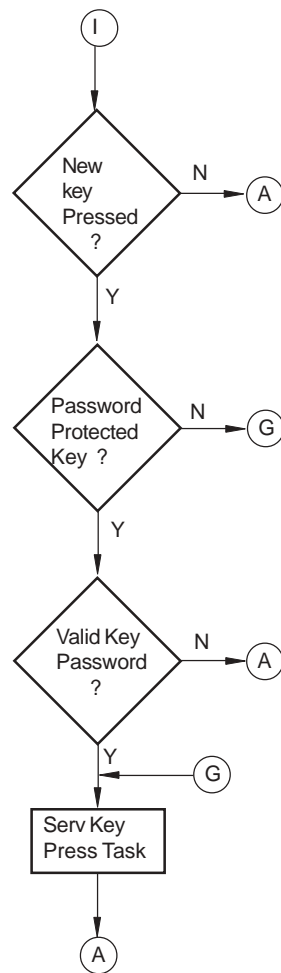 I
New
key
Pressed
?
N
A
Y
Password
Protected
Key ?
N
G
Y
Valid Key
Password
?
N
A
Y
G
Serv Key
Press Task
A